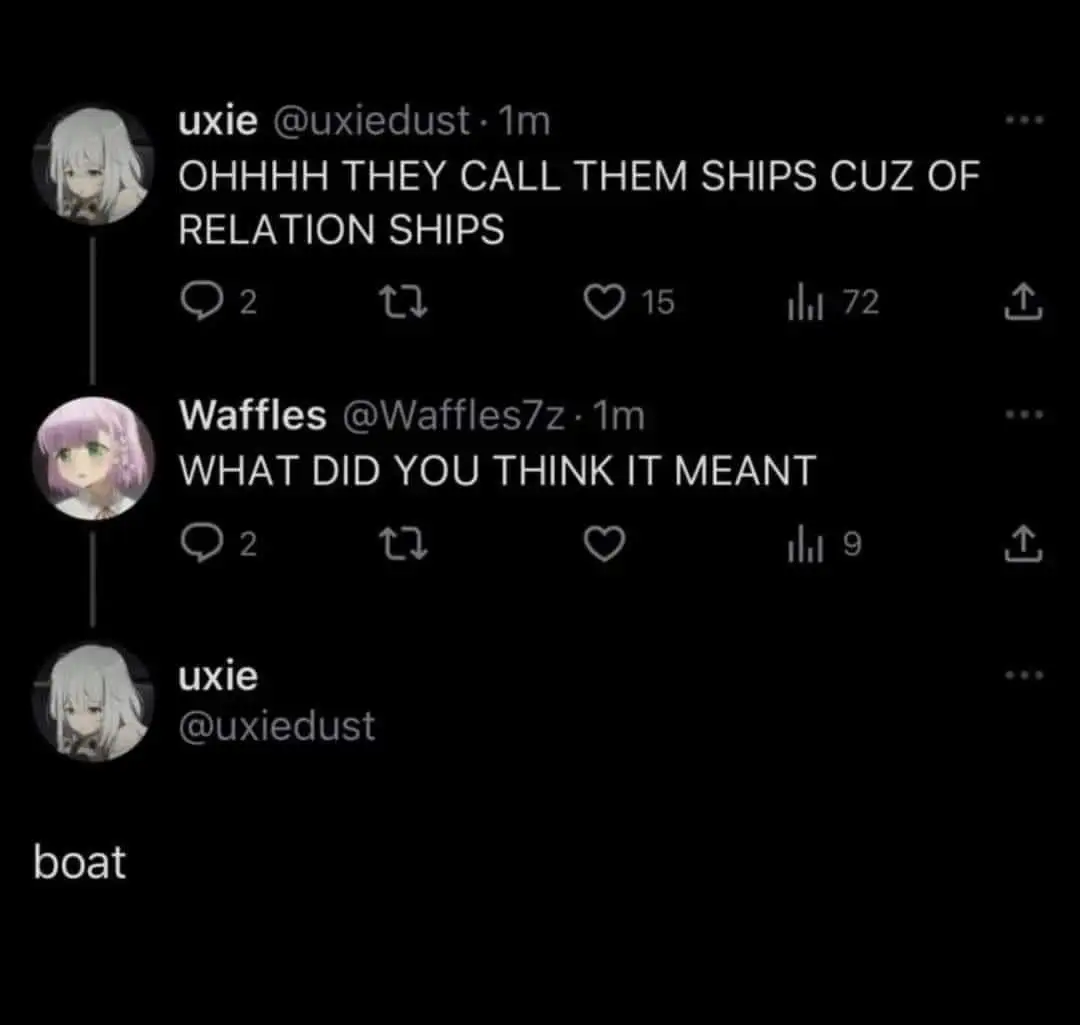 uxie @uxiedust · 1m
OHHHH THEY CALL THEM SHIPS CUZ OF
RELATION SHIPS
2 15 72
Waffles @Waffles7z · 1m
WHAT DID YOU THINK IT MEANT
2 9
uxie
@uxiedust
boat